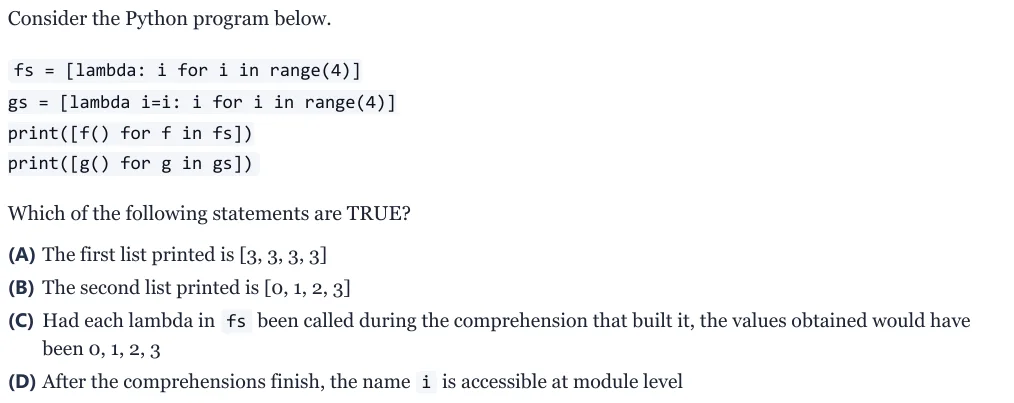 Consider the Python program below.
fs = [lambda: i for i in range(4)]
gs = [lambda i=i: i for i in range(4)]
print([f() for f in fs])
print([g() for g in gs])
Which of the following statements are TRUE?
(A) The first list printed is [3, 3, 3, 3]
(B) The second list printed is [0, 1, 2, 3]
(C) Had each lambda in fs been called during the comprehension that built it, the values obtained would have
been 0, 1, 2, 3
(D) After the comprehensions finish, the name i is accessible at module level